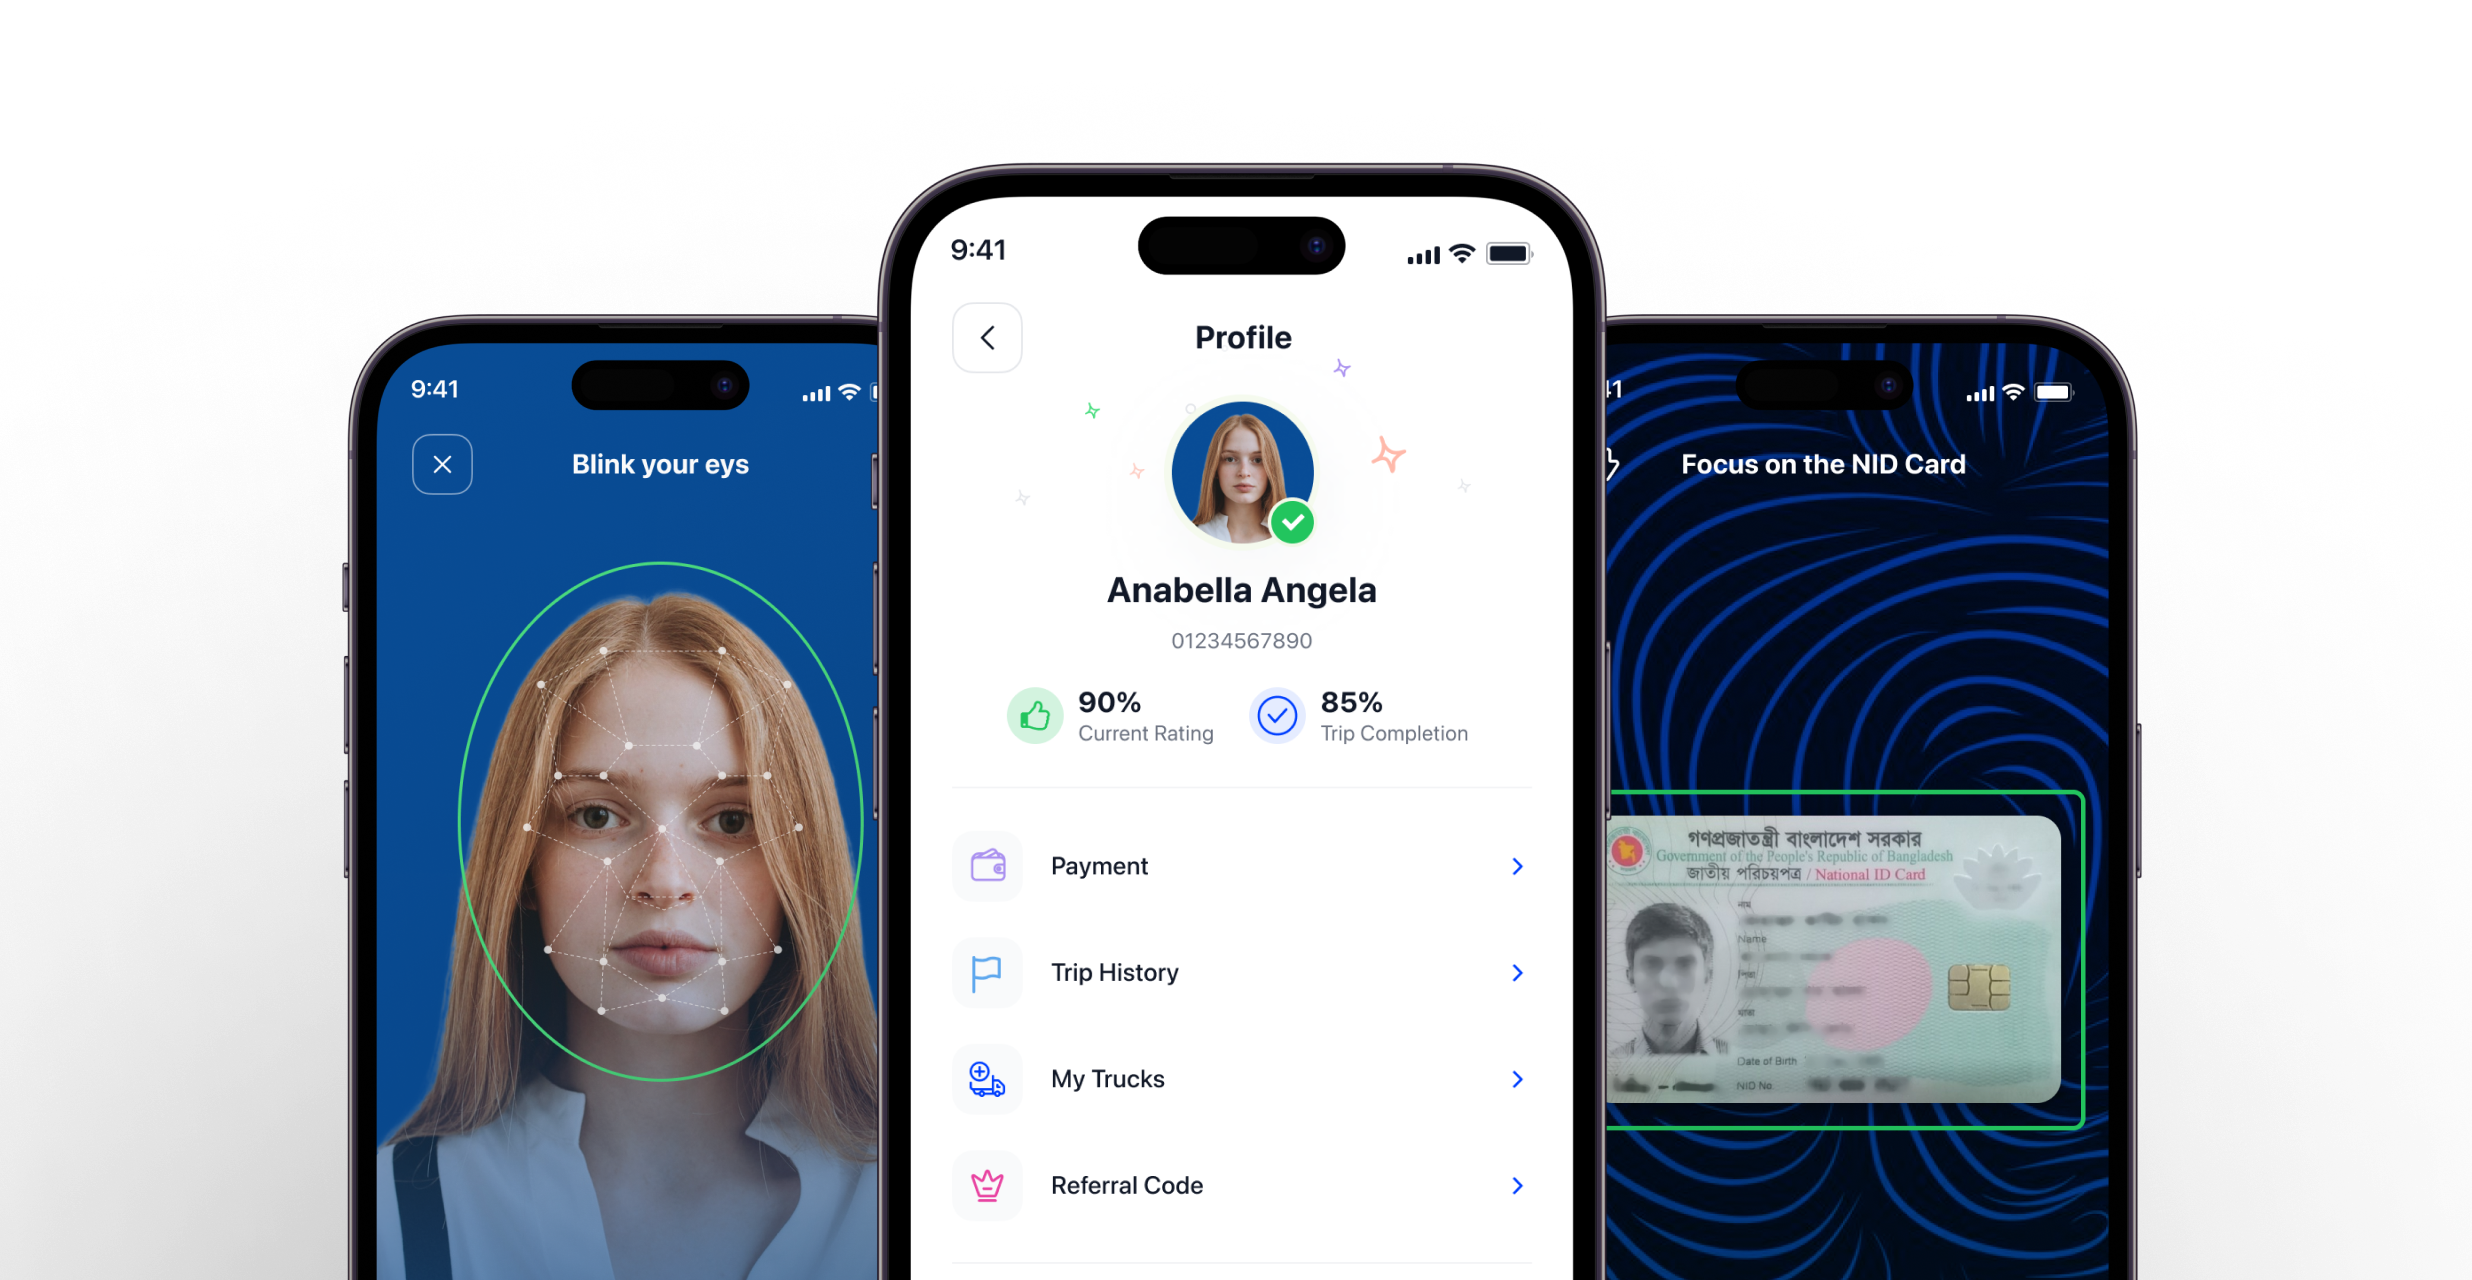 9:41
Blink your eys
9:41
Profile
Anabella Angela
01234567890
90%
Current Rating
85%
Trip Completion
Payment
Trip History
My Trucks
Referral Code
41
Focus on the NID Card
গণপ্রজাতন্ত্রী বাংলাদেশ সরকার
Government of the People's Republic of Bangladesh
জাতীয় পরিচয়পত্র / National ID Card
নাম
Name
পিতা
মাতা
Date of Birth
NID No.